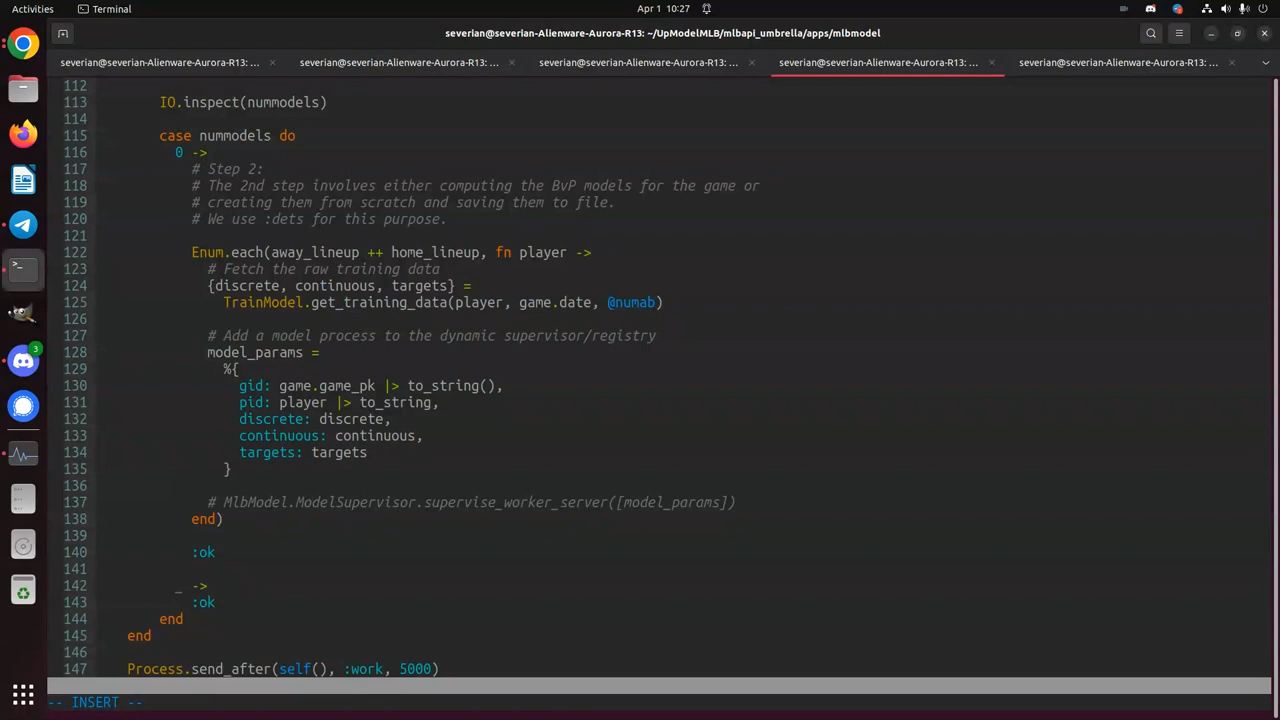 Activities
Terminal
Apr 1 10:27
severian@severian-Alienware-Aurora-R13: ~/UpModelMLB/mlbapi_umbrella/apps/mlbmodel
severian@severian-Alienware-Aurora-R13: ...
severian@severian-Alienware-Aurora-R13: ...
severian@severian-Alienware-Aurora-R13: ...
severian@severian-Alienware-Aurora-R13: ...
severian@severian-Alienware-Aurora-R13: ...
3
112
113 IO.inspect(nummodels)
114
115 case nummodels do
116 0 ->
117 # Step 2:
118 # The 2nd step involves either computing the BvP models for the game or
119 # creating them from scratch and saving them to file.
120 # We use :dets for this purpose.
121
122 Enum.each(away_lineup ++ home_lineup, fn player ->
123 # Fetch the raw training data
124 {discrete, continuous, targets} =
125 TrainModel.get_training_data(player, game.date, @numab)
126
127 # Add a model process to the dynamic supervisor/registry
128 model_params =
129 %{
130 gid: game.game_pk |> to_string(),
131 pid: player |> to_string,
132 discrete: discrete,
133 continuous: continuous,
134 targets: targets
135 }
136
137 # MlbModel.ModelSupervisor.supervise_worker_server([model_params])
138 end)
139
140 :ok
141
142 _ ->
143 :ok
144 end
145 end
146
147 Process.send_after(self(), :work, 5000)
-- INSERT --